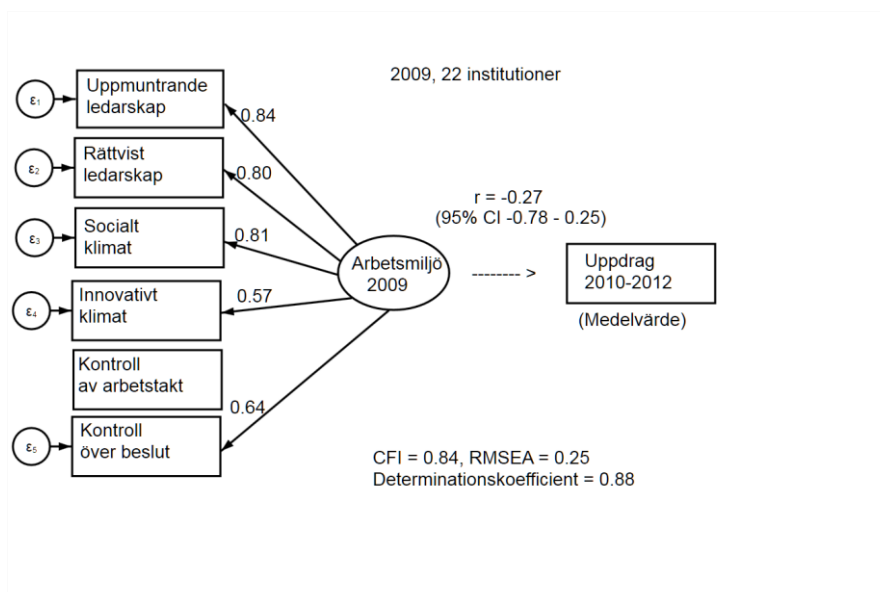 2009, 22 institutioner
ε1
Uppmuntrande
ledarskap
0.84
ε2
Rättvist
ledarskap
0.80
ε3
Socialt
klimat
0.81
ε4
Innovativt
klimat
0.57
Kontroll
av arbetstakt
ε5
Kontroll
över beslut
0.64
Arbetsmiljö
2009
r = -0.27
(95% CI -0.78 - 0.25)
-------- >
Uppdrag
2010-2012
(Medelvärde)
CFI = 0.84, RMSEA = 0.25
Determinationskoefficient = 0.88